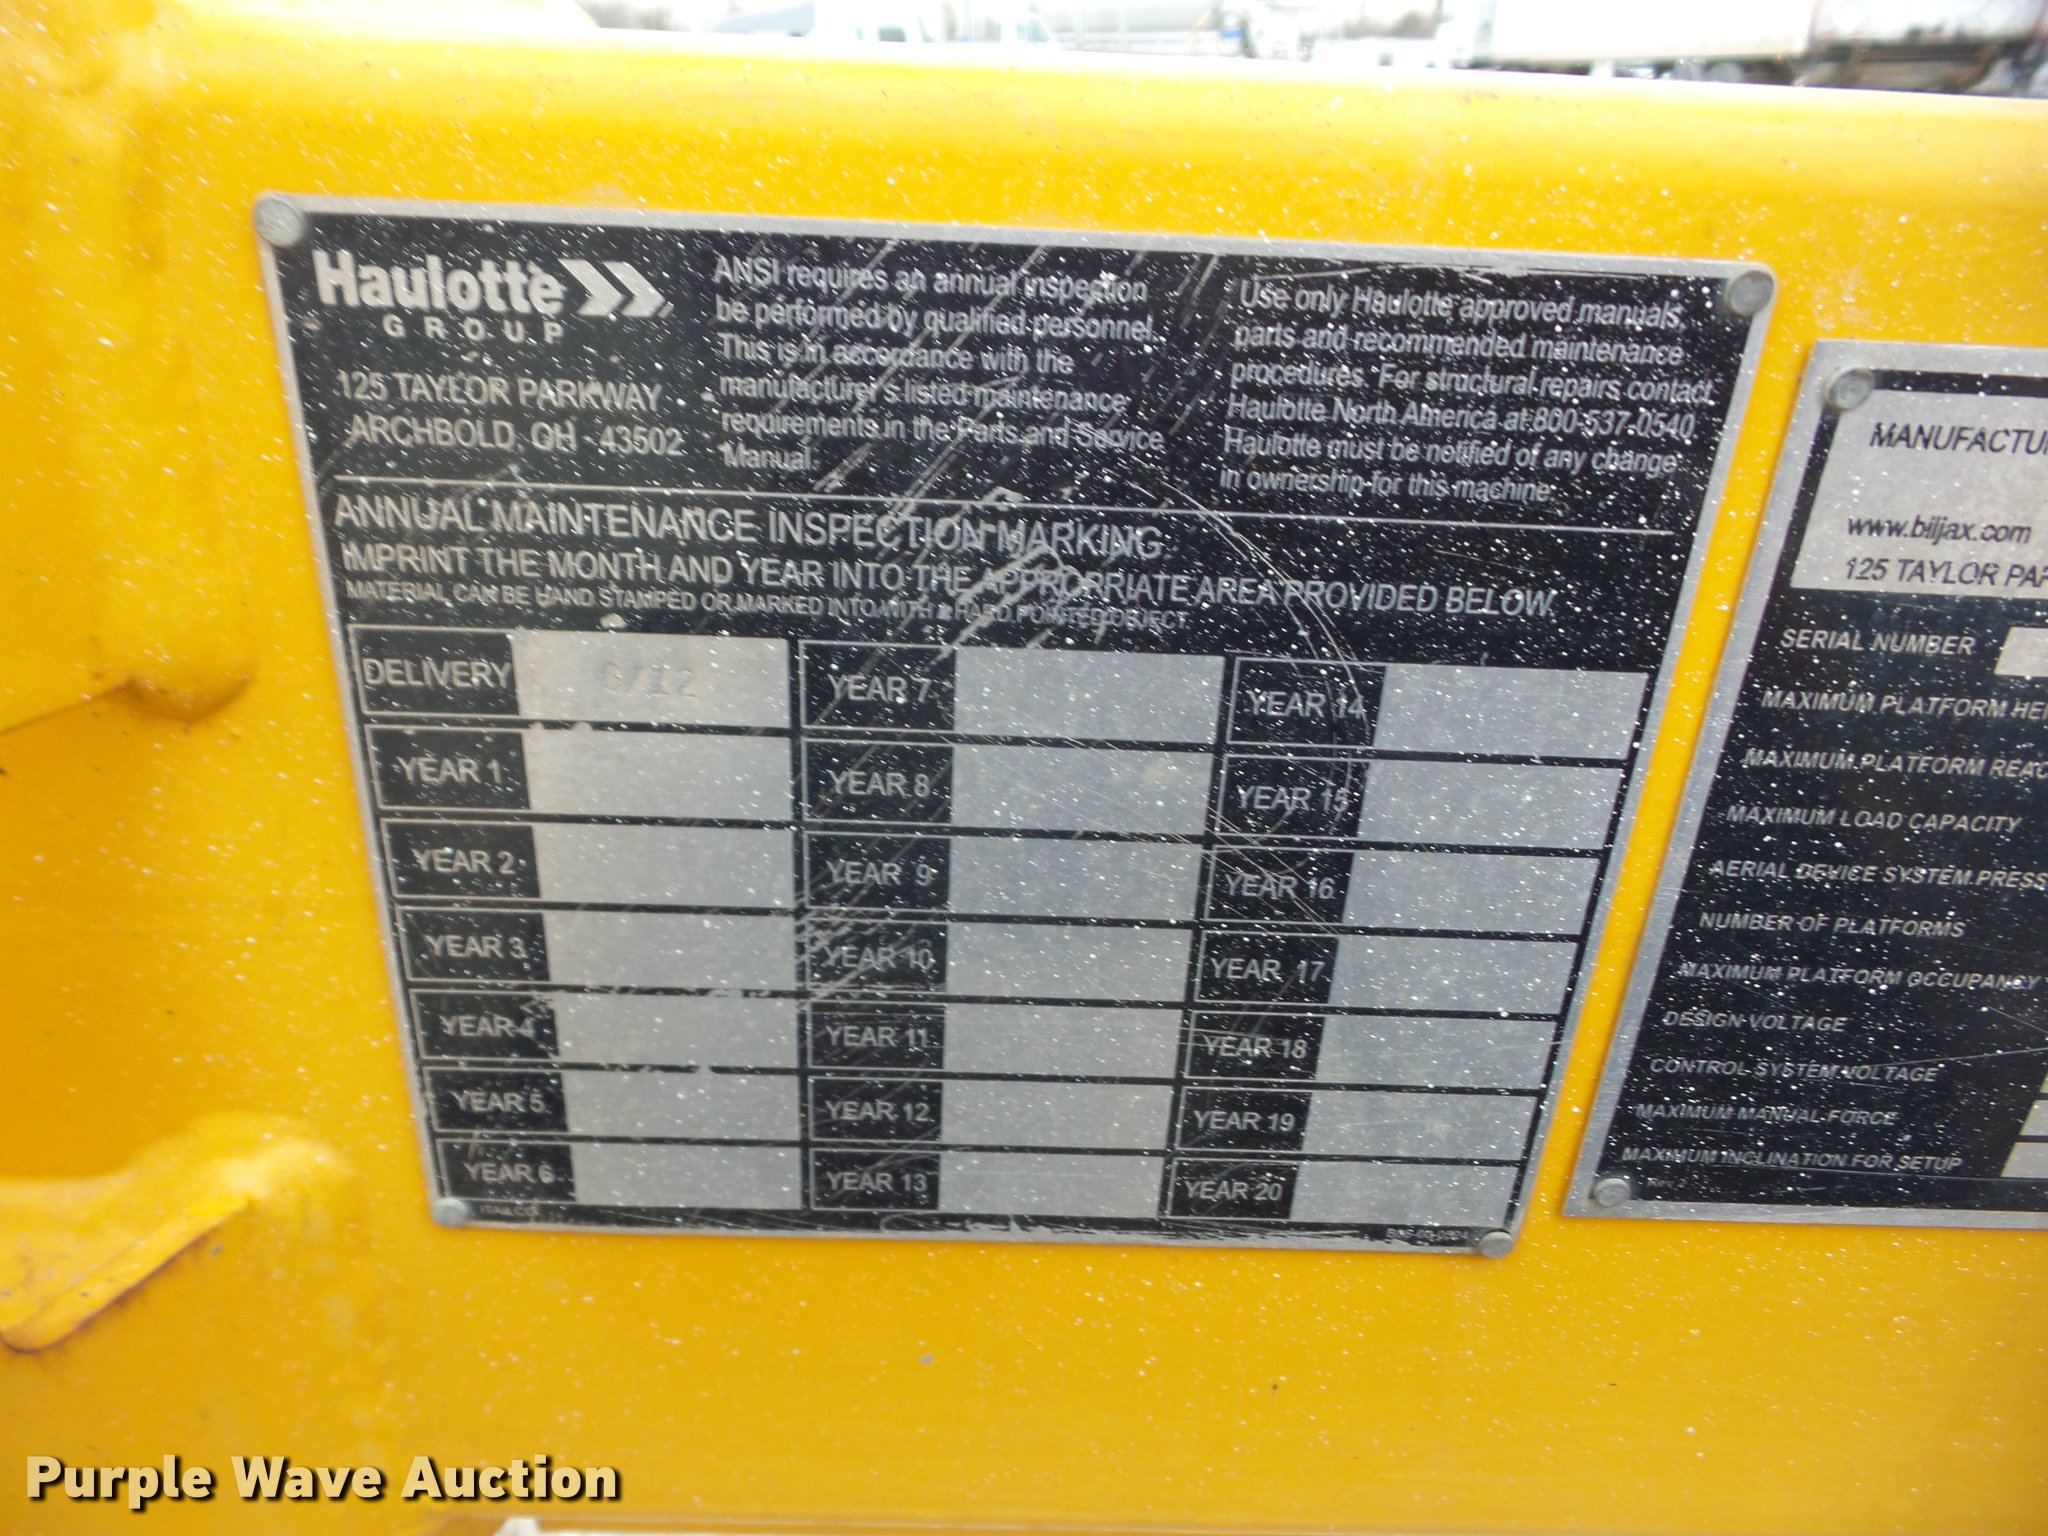 Haulotte
GROUP
125 TAYLOR PARKWAY
ARCHBOLD, OH 43502
ANSI requires an annual inspection
be performed by qualified personnel.
This is in accordance with the
manufacturer's listed maintenance
requirements in the Parts and Service
Manual.
Use only Haulotte approved manuals,
parts and recommended maintenance
procedures. For structural repairs contact
Haulotte North America at 800-537-0540
Haulotte must be notified of any change
in ownership for this machine.
ANNUAL MAINTENANCE INSPECTION MARKING
IMPRINT THE MONTH AND YEAR INTO THE APPROPRIATE AREA PROVIDED BELOW.
MATERIAL CAN BE HAND STAMPED OR MARKED INTO WITH A HARD POINTED OBJECT.
DELIVERY
YEAR 1
YEAR 2
YEAR 3
YEAR 4
YEAR 5
YEAR 6
YEAR 7
YEAR 8
YEAR 9
YEAR 10
YEAR 11
YEAR 12
YEAR 13
YEAR 14
YEAR 15
YEAR 16
YEAR 17
YEAR 18
YEAR 19
YEAR 20
MANUFACTU
www.biljax.com
125 TAYLOR PAR
SERIAL NUMBER
MAXIMUM PLATFORM HEI
MAXIMUM PLATFORM REAC
MAXIMUM LOAD CAPACITY
AERIAL DEVICE SYSTEM PRESS
NUMBER OF PLATFORMS
MAXIMUM PLATFORM OCCUPANCY
DESIGN VOLTAGE
CONTROL SYSTEM VOLTAGE
MAXIMUM MANUAL FORCE
MAXIMUM INCLINATION FOR SETUP
Rev 2
Purple Wave Auction